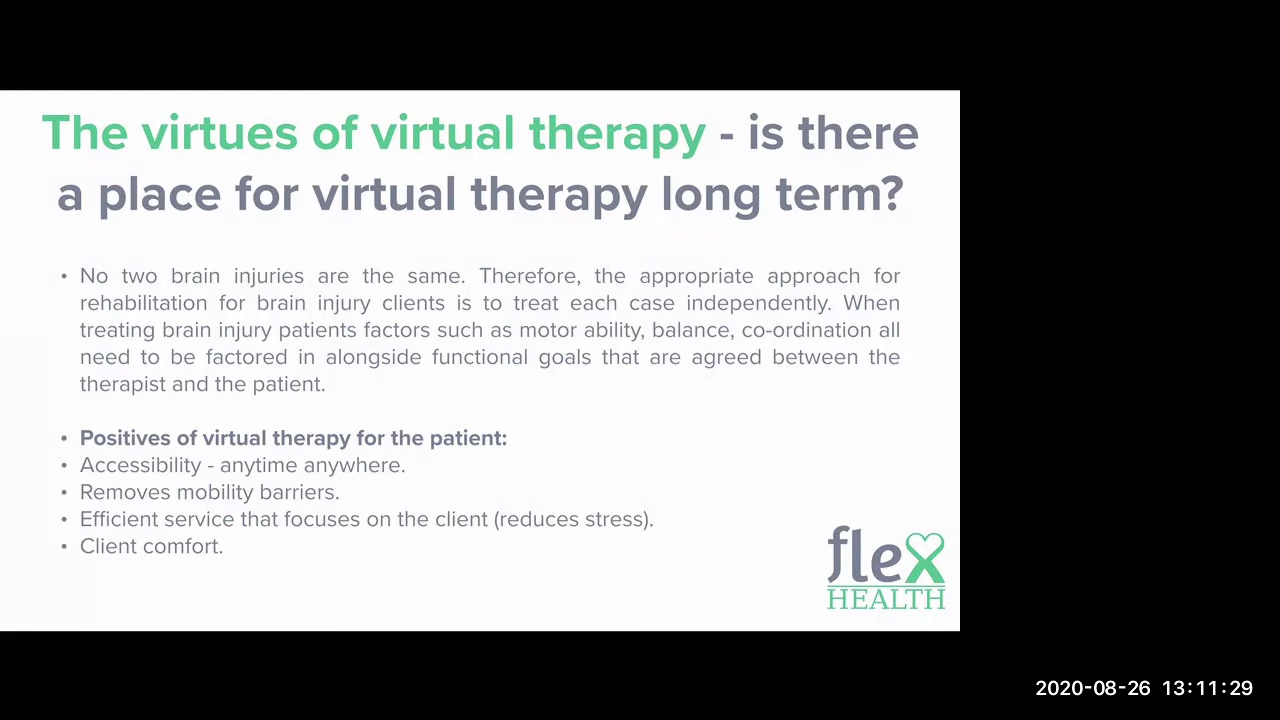 The virtues of virtual therapy - is there
a place for virtual therapy long term?
• No two brain injuries are the same. Therefore, the appropriate approach for
rehabilitation for brain injury clients is to treat each case independently. When
treating brain injury patients factors such as motor ability, balance, co-ordination all
need to be factored in alongside functional goals that are agreed between the
therapist and the patient.
• Positives of virtual therapy for the patient:
• Accessibility - anytime anywhere.
• Removes mobility barriers.
• Efficient service that focuses on the client (reduces stress).
• Client comfort.
flex
HEALTH
2020-08-26 13:11:29